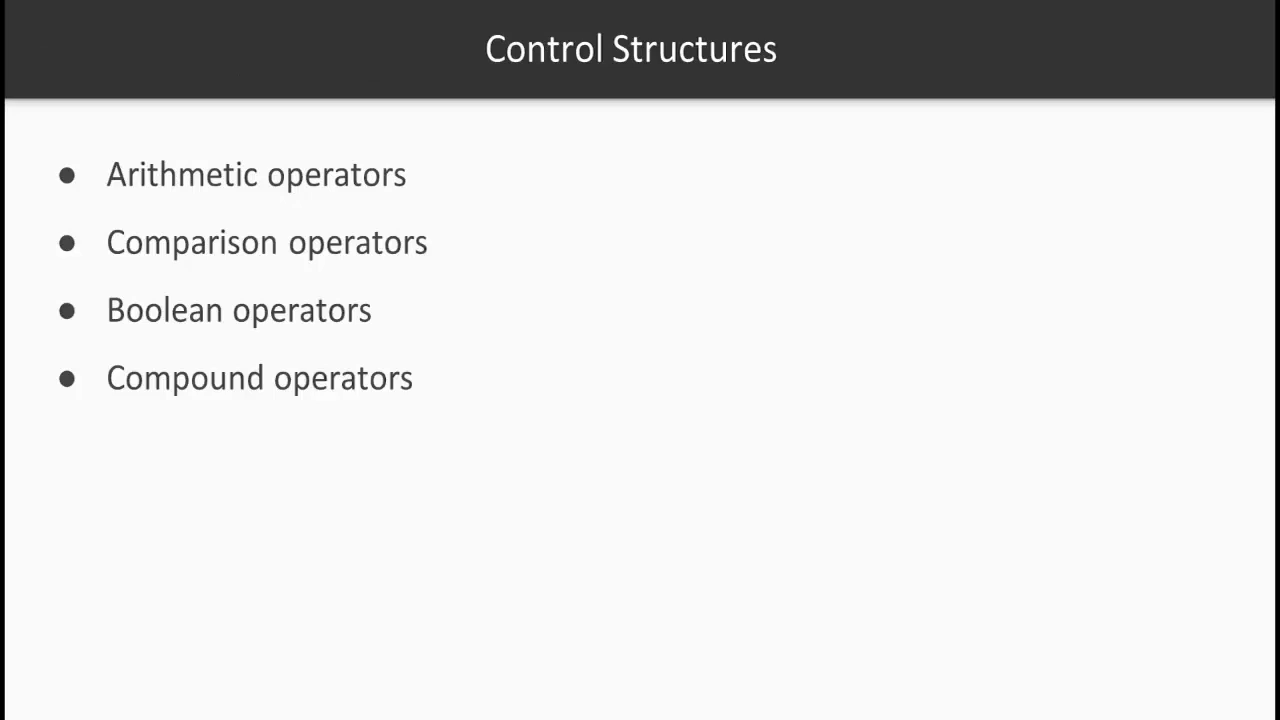 Control Structures
● Arithmetic operators
● Comparison operators
● Boolean operators
● Compound operators